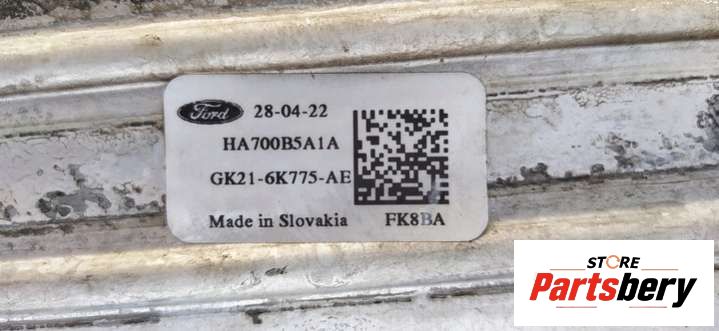 Ford
28-04-22
HA700B5A1A
GK21-6K775-AE
Made in Slovakia
FK8BA
STORE
Partsbery